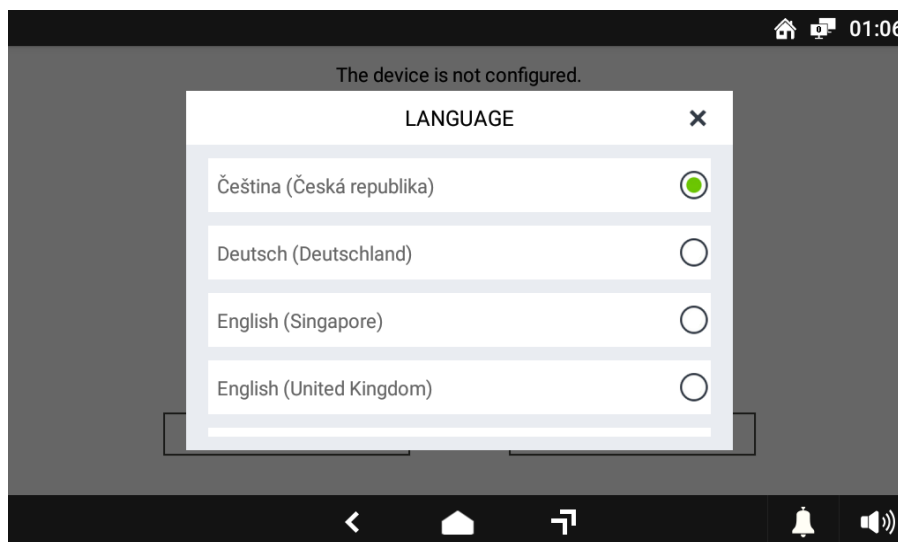 01:06
The device is not configured.
LANGUAGE
Čeština (Česká republika)
Deutsch (Deutschland)
English (Singapore)
English (United Kingdom)